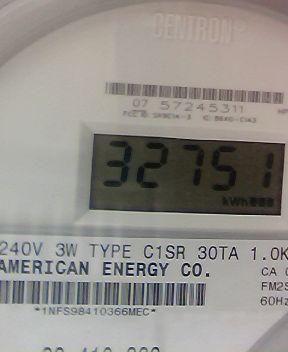 CENTRON®
07 57245311
32751
kWh
240V 3W TYPE C1SR 30TA 1.0K
AMERICAN ENERGY CO.
CA
FM2S
60Hz
*1NFS98410366MEC*